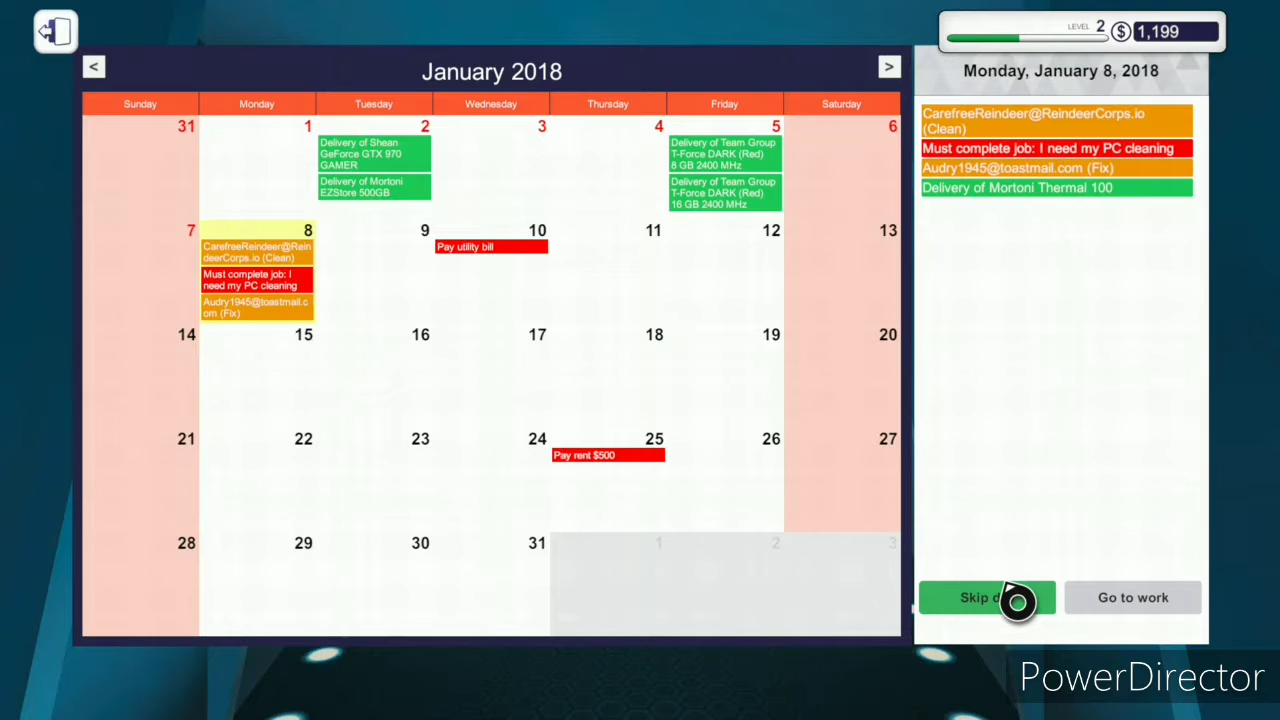 LEVEL 2
$ 1,199
<
January 2018
>
Sunday
Monday
Tuesday
Wednesday
Thursday
Friday
Saturday
31
1
2
Delivery of Shean
GeForce GTX 970
GAMER
Delivery of Mortoni
EZStore 500GB
3
4
5
Delivery of Team Group
T-Force DARK (Red)
8 GB 2400 MHz
Delivery of Team Group
T-Force DARK (Red)
16 GB 2400 MHz
6
7
8
CarefreeReindeer@Rein
deerCorps.io (Clean)
Must complete job: I
need my PC cleaning
Audry1945@toastmail.c
om (Fix)
9
10
Pay utility bill
11
12
13
14
15
16
17
18
19
20
21
22
23
24
25
Pay rent $500
26
27
28
29
30
31
1
2
3
Monday, January 8, 2018
CarefreeReindeer@ReindeerCorps.io
(Clean)
Must complete job: I need my PC cleaning
Audry1945@toastmail.com (Fix)
Delivery of Mortoni Thermal 100
Skip
Go to work
PowerDirector